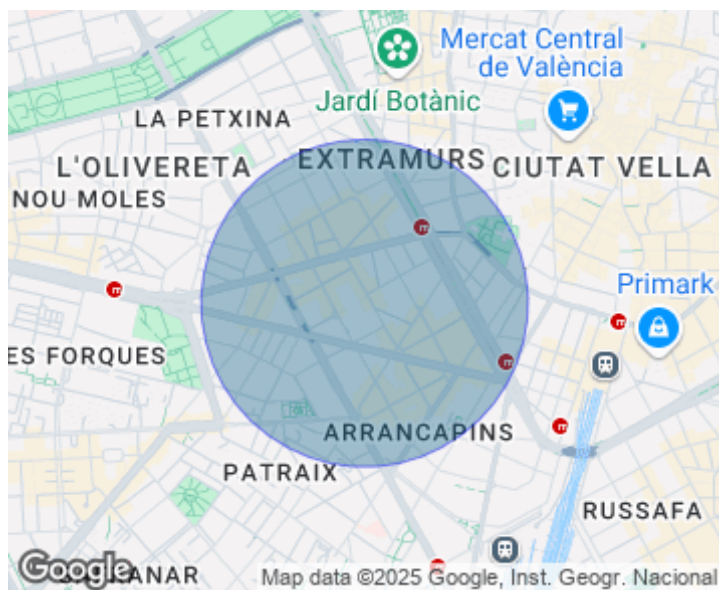 Mercat Central
de València
Jardí Botànic
LA PETXINA
L'OLIVERETA
EXTRAMURS
CIUTAT VELLA
NOU MOLES
Primark
ES FORQUES
ARRANCAPINS
PATRAIX
RUSSAFA
Google
Map data ©2025 Google, Inst. Geogr. Nacional